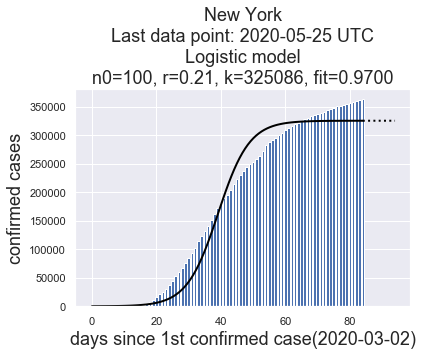 New York
Last data point: 2020-05-25 UTC
Logistic model
n0=100, r=0.21, k=325086, fit=0.9700
350000
300000
250000
200000
150000
100000
50000
0
confirmed cases
0 20 40 60 80
days since 1st confirmed case(2020-03-02)